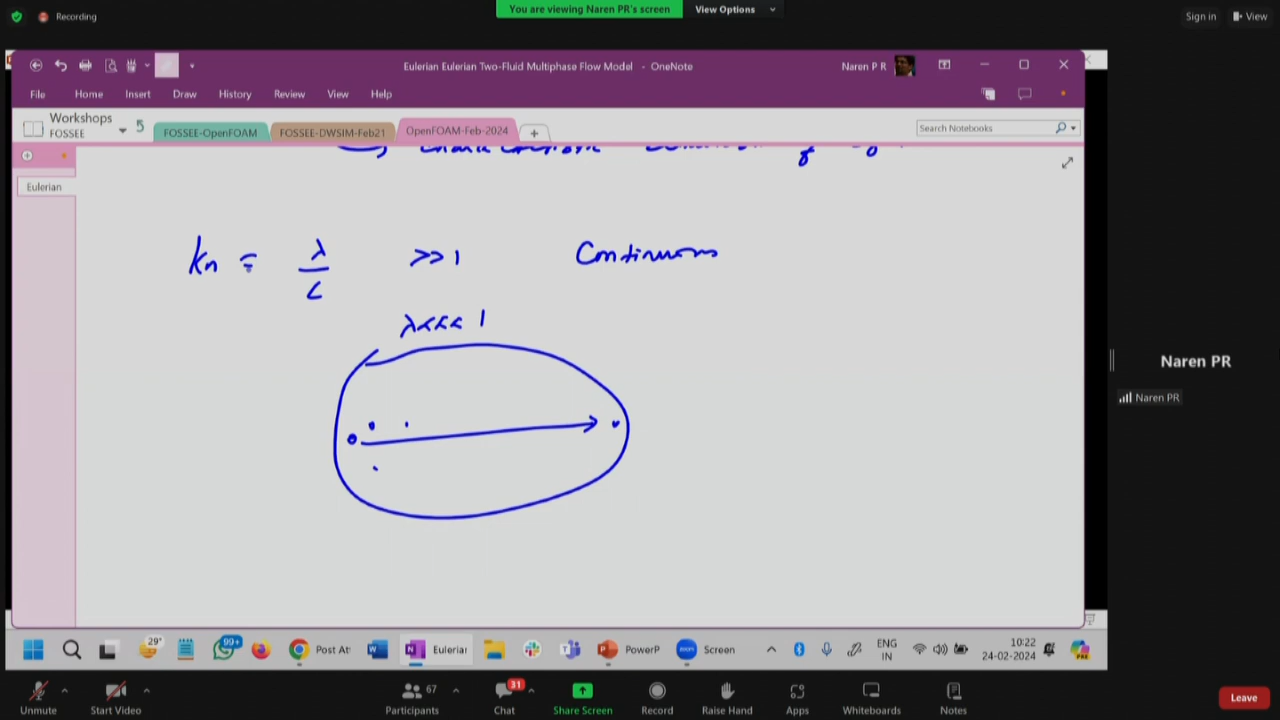 Recording
You are viewing Naren PR's screen
View Options
Sign in
View
Eulerian Eulerian Two-Fluid Multiphase Flow Model - OneNote
Naren P R
File
Home
Insert
Draw
History
Review
View
Help
Workshops
FOSSEE
5
FOSSEE-OpenFOAM
FOSSEE-DWSIM-Feb21
OpenFOAM-Feb-2024
Search Notebooks
Eulerian
kn = λ/L >>1 Continuum
λ<<< 1
Naren PR
Naren PR
29°
99+
Post At
Eulerian
PowerP
Screen
ENG
IN
10:22
24-02-2024
PRE
Unmute
Start Video
67
Participants
31
Chat
Share Screen
Record
Raise Hand
Apps
Whiteboards
Notes
Leave